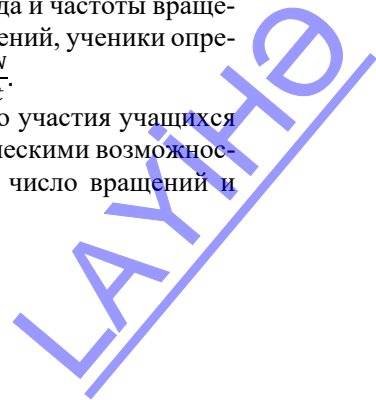 да и частоты враще-
ений, ученики опре-
о участия учащихся
ческими возможнос-
число вращений и
LAYİHƏ